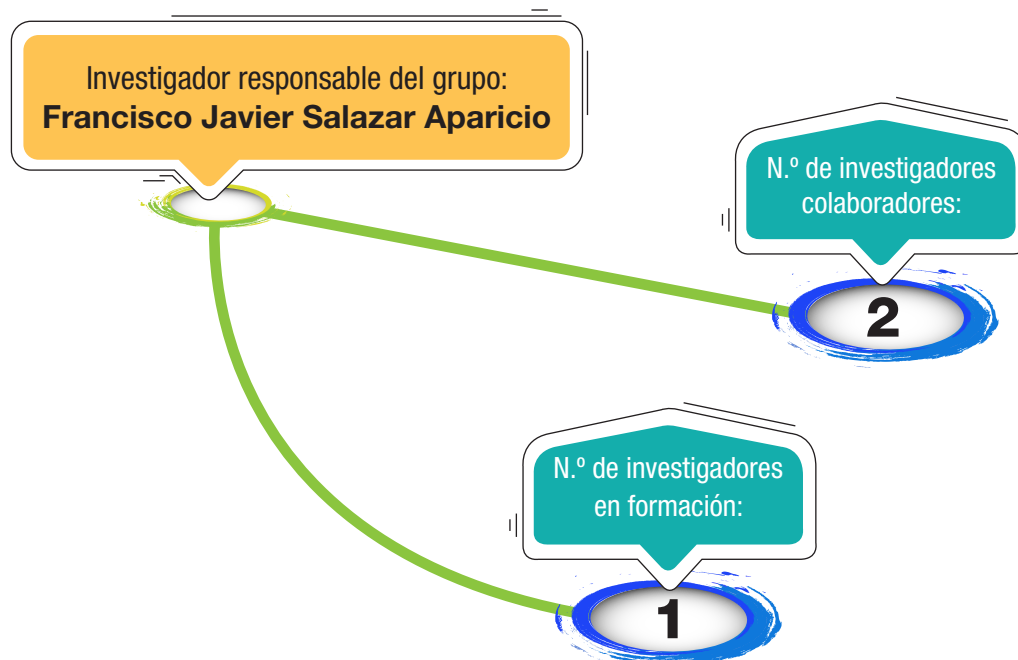 Investigador responsable del grupo:
Francisco Javier Salazar Aparicio
N.º de investigadores
colaboradores:
2
N.º de investigadores
en formación:
1